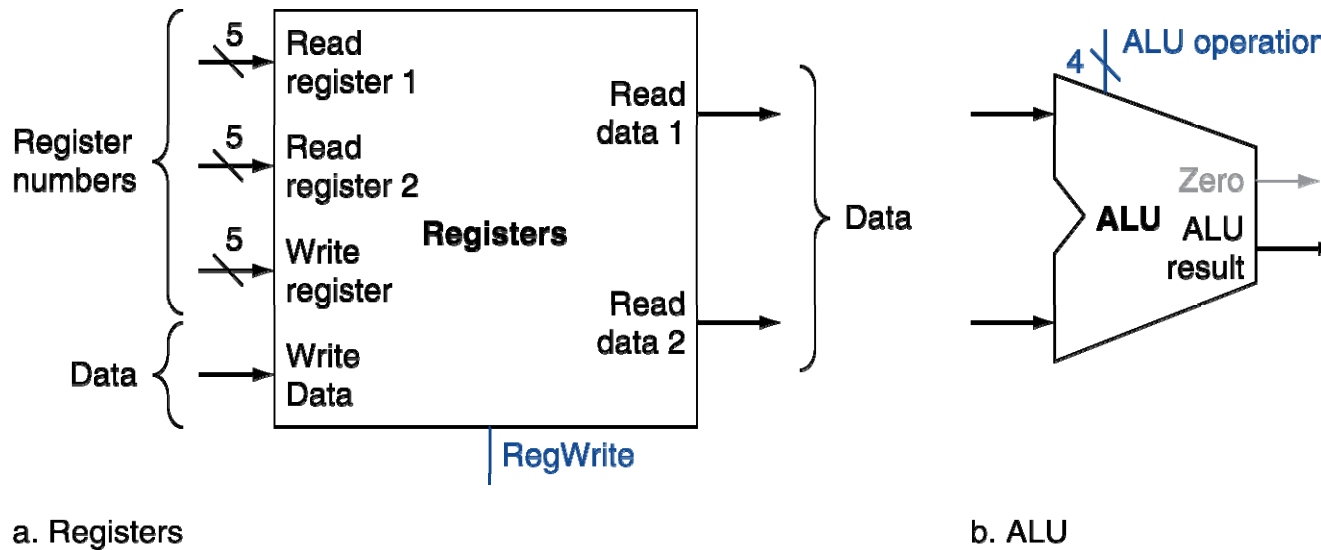 Register
numbers
Data
5
Read
register 1
5
Read
register 2
5
Write
register
Write
Data
Registers
Read
data 1
Read
data 2
RegWrite
Data
4
ALU operation
ALU
Zero
ALU
result
a. Registers
b. ALU